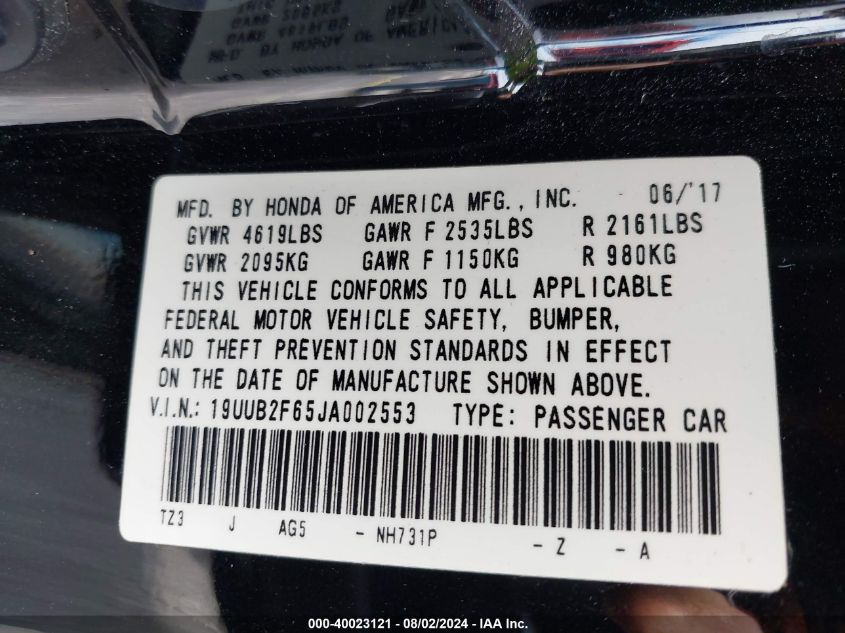 MFD. BY HONDA OF AMERICA MFG., INC. 06/'17
GVWR 4619LBS GAWR F 2535LBS R 2161LBS
GVWR 2095KG GAWR F 1150KG R 980KG
THIS VEHICLE CONFORMS TO ALL APPLICABLE
FEDERAL MOTOR VEHICLE SAFETY, BUMPER,
AND THEFT PREVENTION STANDARDS IN EFFECT
ON THE DATE OF MANUFACTURE SHOWN ABOVE.
V.I.N.: 19UUB2F65JA002553 TYPE: PASSENGER CAR
TZ3 J AG5 - NH731P - Z - A
000-40023121 - 08/02/2024 - IAA Inc.